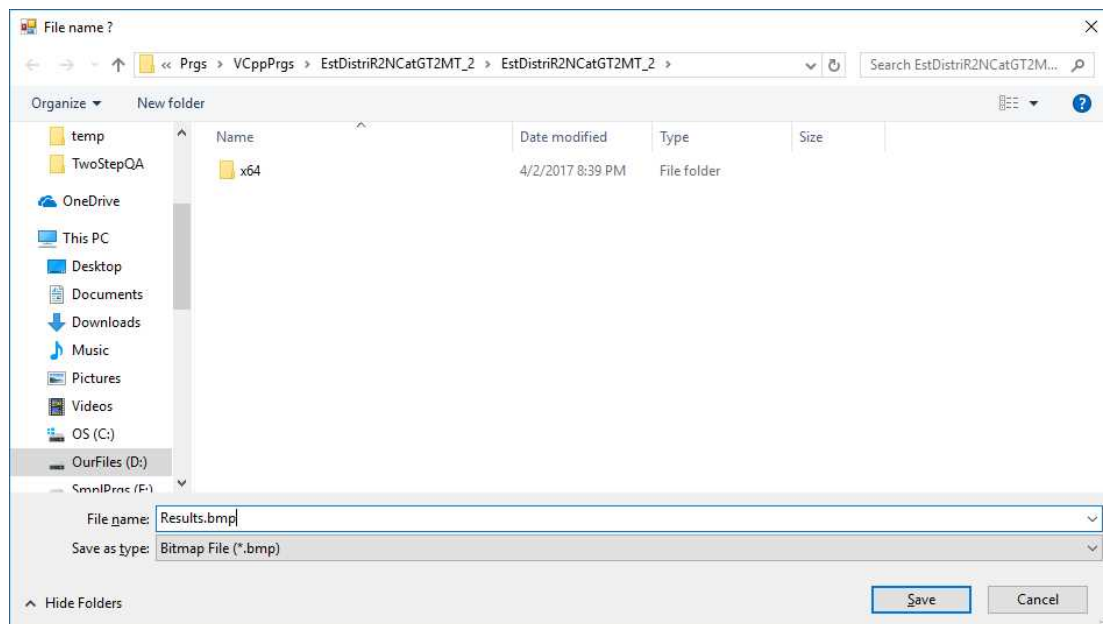 File name ?
« Prgs > VCppPrgs > EstDistriR2NCatGT2MT_2 > EstDistriR2NCatGT2MT_2 >
Search EstDistriR2NCatGT2M...
Organize
New folder
Name
Date modified
Type
Size
temp
TwoStepQA
OneDrive
This PC
Desktop
Documents
Downloads
Music
Pictures
Videos
OS (C:)
OurFiles (D:)
SmplPrgs (E:)
x64 4/2/2017 8:39 PM File folder
File name: Results.bmp
Save as type: Bitmap File (*.bmp)
Hide Folders
Save
Cancel